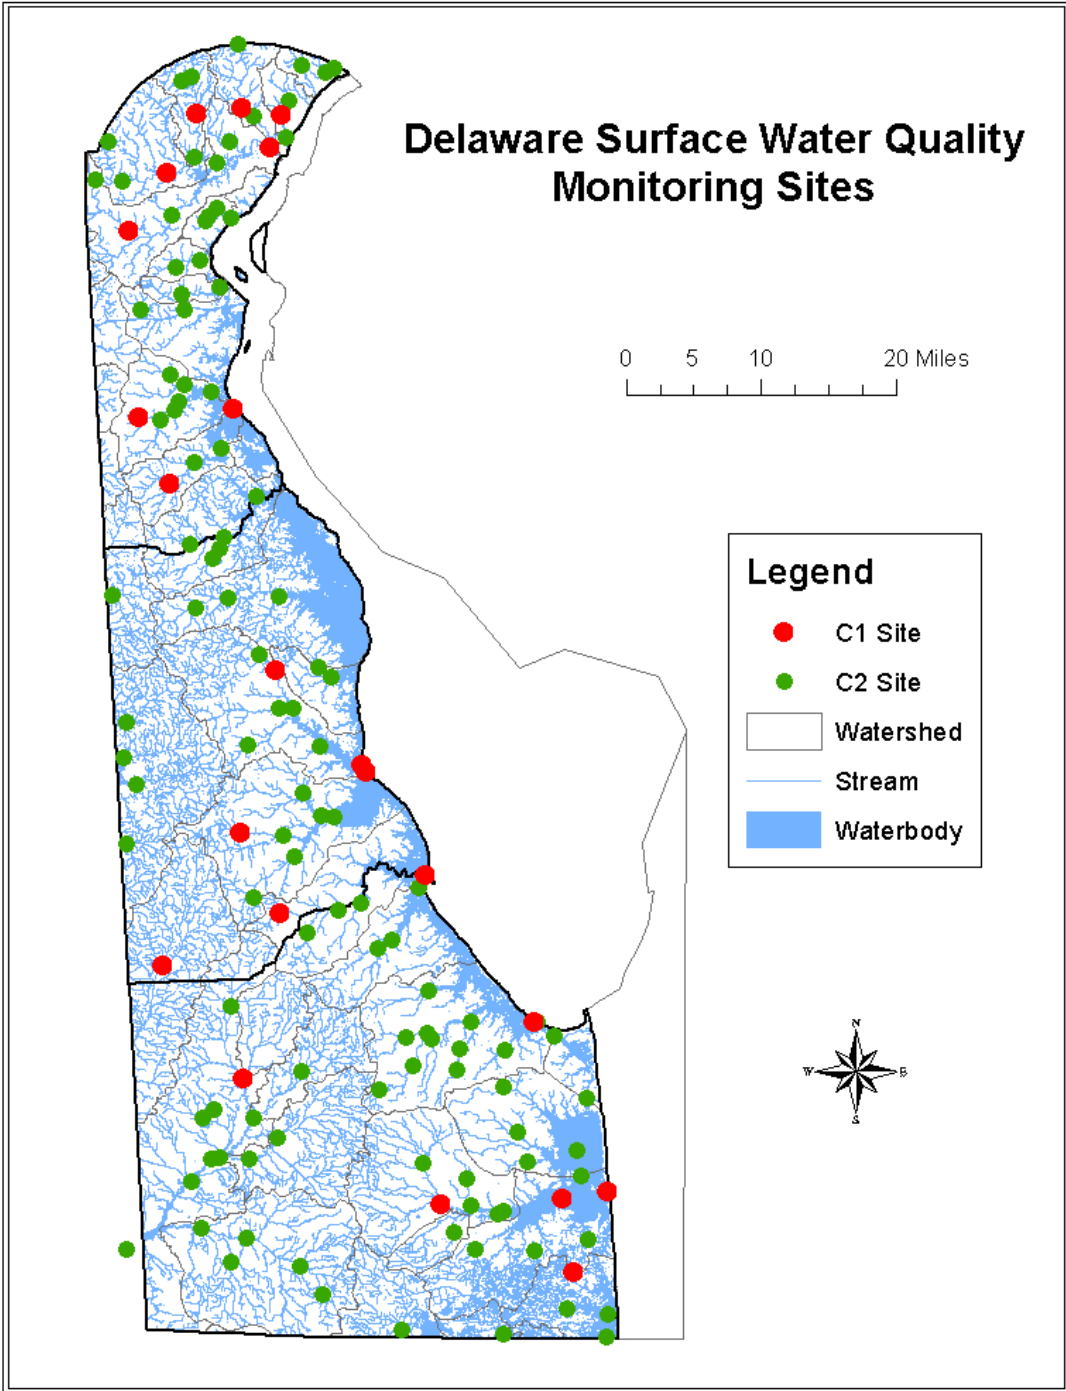 Delaware Surface Water Quality
Monitoring Sites
0 5 10 20 Miles
Legend
C1 Site
C2 Site
Watershed
Stream
Waterbody
N
W E
S